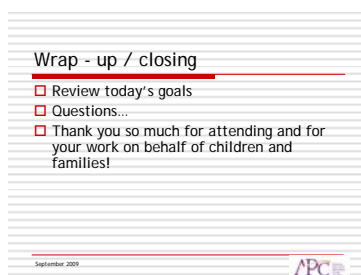 Wrap - up / closing
Review today's goals
Questions…
Thank you so much for attending and for
your work on behalf of children and
families!
September 2009
APC